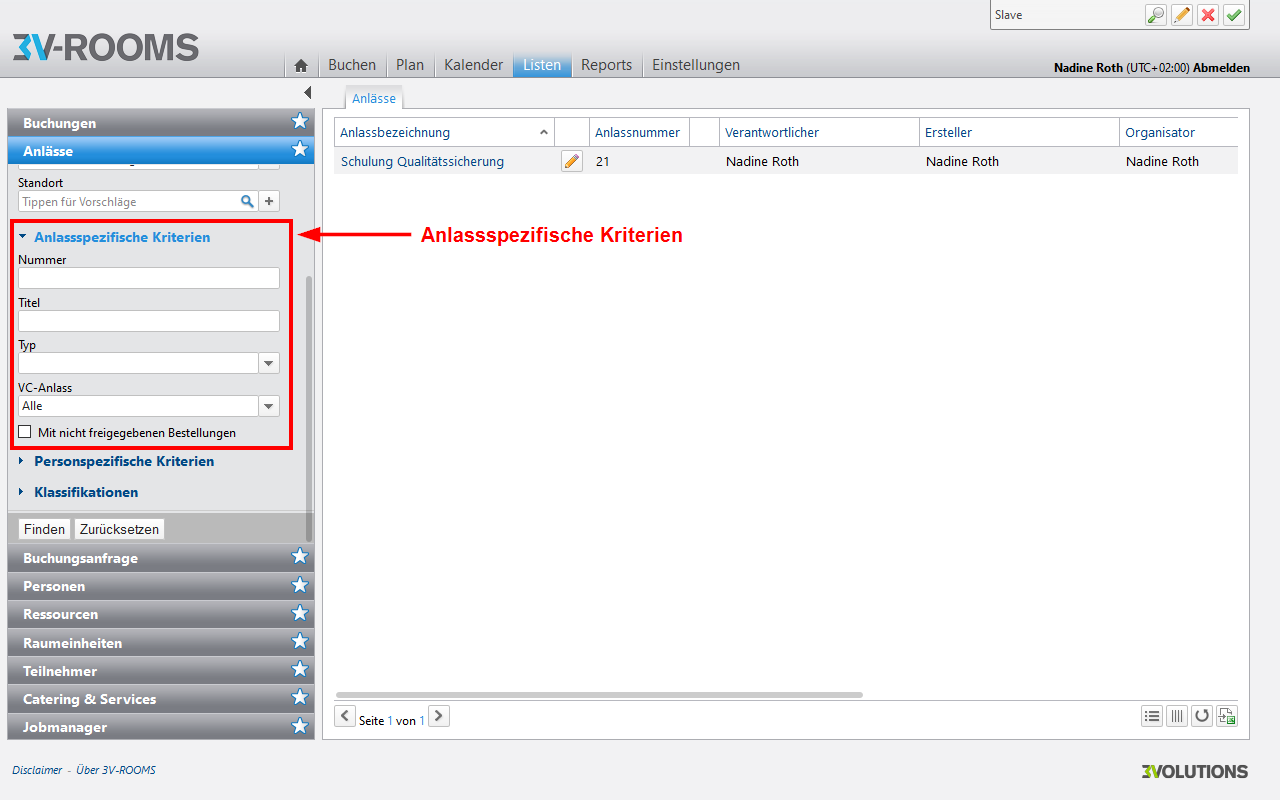 Slave
3V-ROOMS
Buchen Plan Kalender Listen Reports Einstellungen
Nadine Roth (UTC+02:00) Abmelden
Buchungen
Anlässe
Standort
Tippen für Vorschläge
Anlassspezifische Kriterien
Nummer
Titel
Typ
VC-Anlass
Alle
Mit nicht freigegebenen Bestellungen
Personspezifische Kriterien
Klassifikationen
Finden Zurücksetzen
Buchungsanfrage
Personen
Ressourcen
Raumeinheiten
Teilnehmer
Catering & Services
Jobmanager
Anlässe
Anlassbezeichnung Anlassnummer Verantwortlicher Ersteller Organisator
Schulung Qualitätssicherung 21 Nadine Roth Nadine Roth Nadine Roth
Anlassspezifische Kriterien
Seite 1 von 1
Disclaimer - Über 3V-ROOMS
3VOLUTIONS